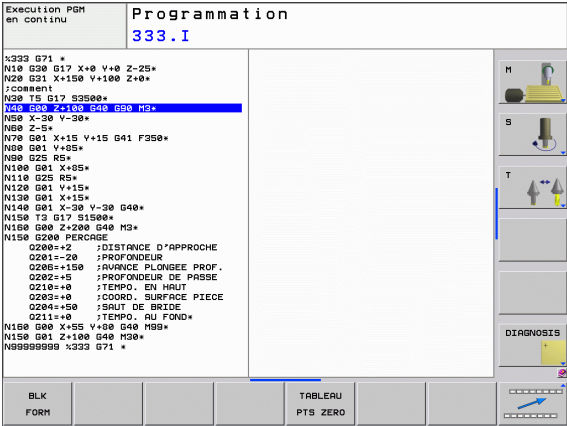 Execution PGM
en continu
Programmation
333.I
%333 G71 *
N10 G30 G17 X+0 Y+0 Z-25*
N20 G31 X+150 Y+100 Z+0*
;comment
N30 T5 G17 S3500*
N40 G00 Z+100 G40 G90 M3*
N50 X-30 Y-30*
N60 Z-5*
N70 G01 X+15 Y+15 G41 F350*
N80 G01 Y+85*
N90 G25 R5*
N100 G01 X+85*
N110 G25 R5*
N120 G01 Y+15*
N130 G01 X+15*
N140 G01 X-30 Y-30 G40*
N150 T3 G17 S1500*
N160 G00 Z+200 G40 M3*
N150 G200 PERCAGE
Q200=+2 ;DISTANCE D'APPROCHE
Q201=-20 ;PROFONDEUR
Q206=+150 ;AVANCE PLONGEE PROF.
Q202=+5 ;PROFONDEUR DE PASSE
Q210=+0 ;TEMPO. EN HAUT
Q203=+0 ;COORD. SURFACE PIECE
Q204=+50 ;SAUT DE BRIDE
Q211=+0 ;TEMPO. AU FOND*
N160 G00 X+55 Y+80 G40 M99*
N150 G01 Z+100 G40 M30*
N99999999 %333 G71 *
M
S
T
DIAGNOSIS
BLK
FORM
TABLEAU
PTS ZERO